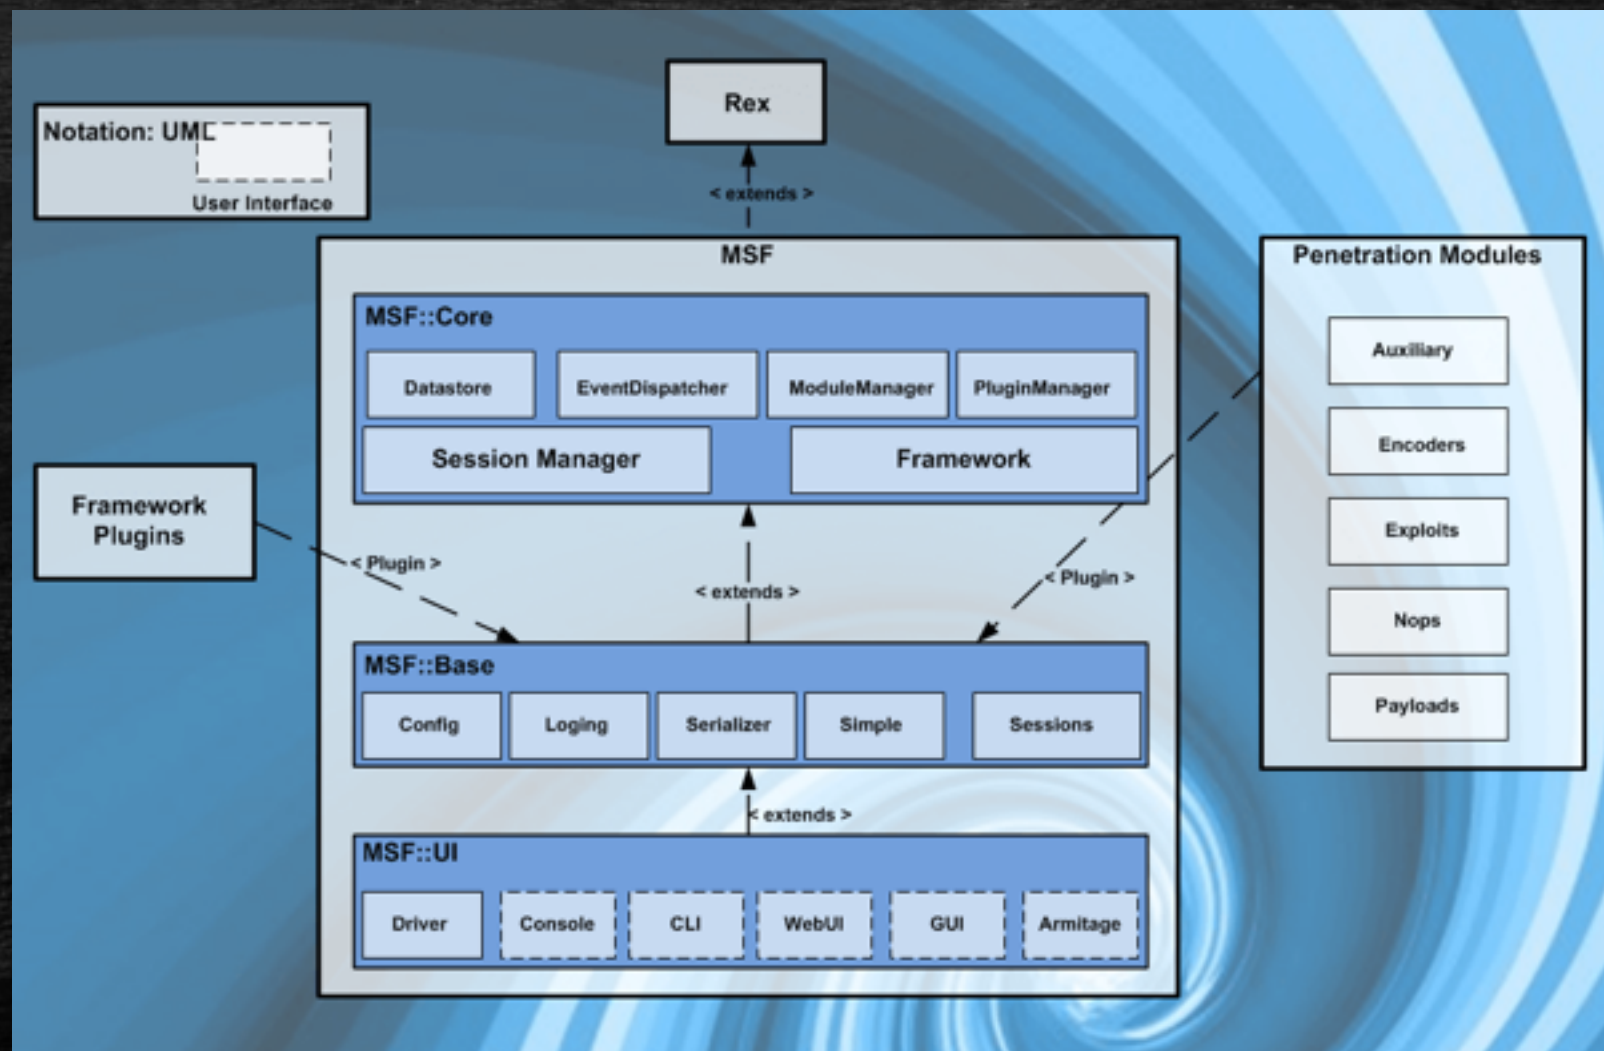 Rex
Notation: UML
User Interface
< extends >
MSF
Penetration Modules
MSF::Core
Datastore
EventDispatcher
ModuleManager
PluginManager
Session Manager
Framework
Auxiliary
Encoders
Exploits
Nops
Payloads
Framework
Plugins
< Plugin >
< extends >
< Plugin >
MSF::Base
Config
Loging
Serializer
Simple
Sessions
< extends >
MSF::UI
Driver
Console
CLI
WebUI
GUI
Armitage